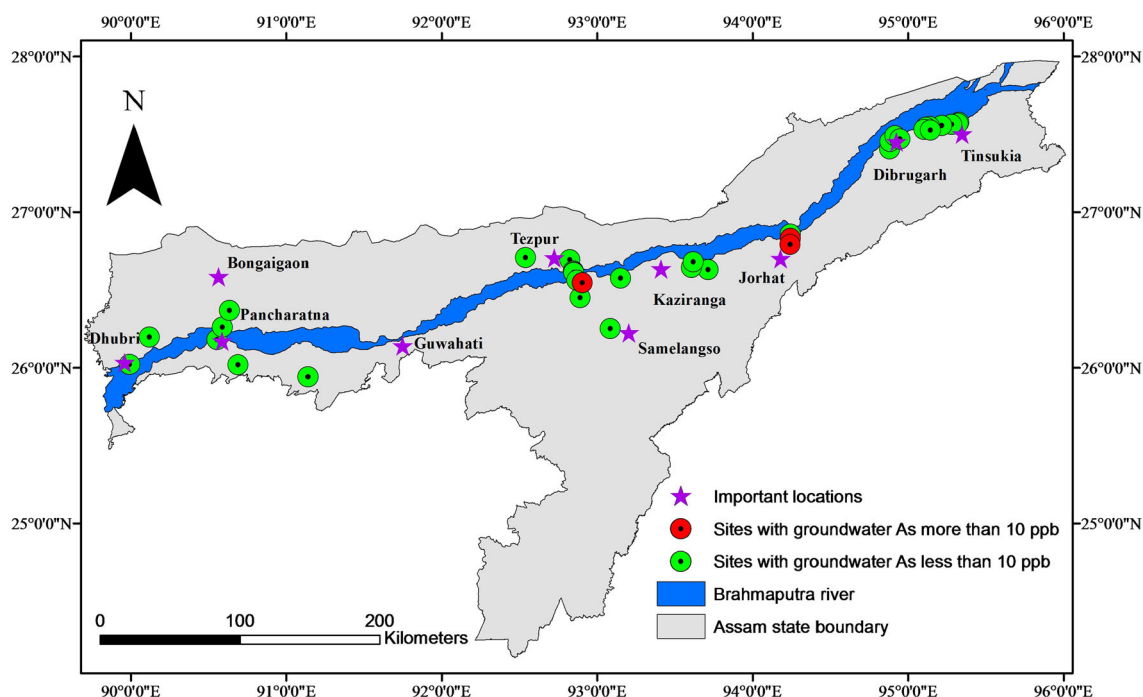 90°0'0"E 91°0'0"E 92°0'0"E 93°0'0"E 94°0'0"E 95°0'0"E 96°0'0"E
28°0'0"N 28°0'0"N
N
Tinsukia
Dibrugarh
27°0'0"N 27°0'0"N
Tezpur
Bongaigaon
Jorhat
Kaziranga
Pancharatna
Dhubri
Guwahati
Samelangso
26°0'0"N 26°0'0"N
Important locations
25°0'0"N 25°0'0"N
Sites with groundwater As more than 10 ppb
Sites with groundwater As less than 10 ppb
Brahmaputra river
0 100 200
Kilometers
Assam state boundary
90°0'0"E 91°0'0"E 92°0'0"E 93°0'0"E 94°0'0"E 95°0'0"E 96°0'0"E